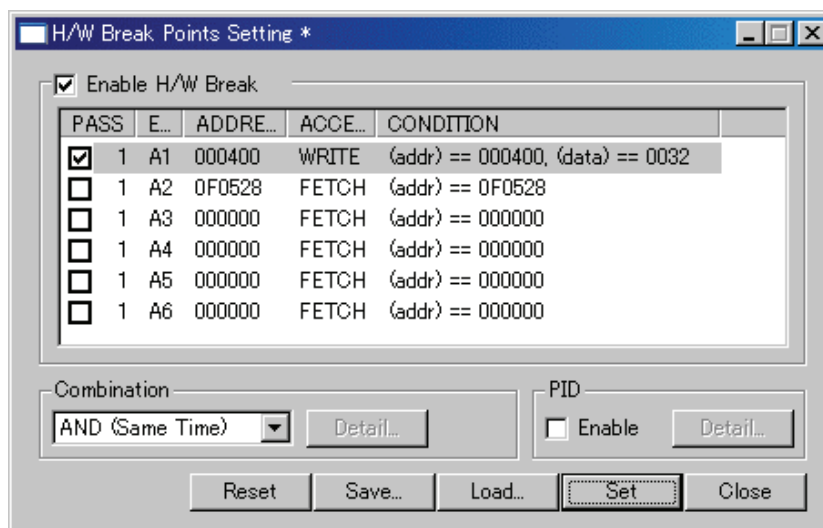 H/W Break Points Setting *
Enable H/W Break
PASS E... ADDRE... ACCE... CONDITION
1 A1 000400 WRITE (addr) == 000400, (data) == 0032
1 A2 0F0528 FETCH (addr) == 0F0528
1 A3 000000 FETCH (addr) == 000000
1 A4 000000 FETCH (addr) == 000000
1 A5 000000 FETCH (addr) == 000000
1 A6 000000 FETCH (addr) == 000000
Combination PID
AND (Same Time) Detail... Enable Detail...
Reset Save... Load... Set Close